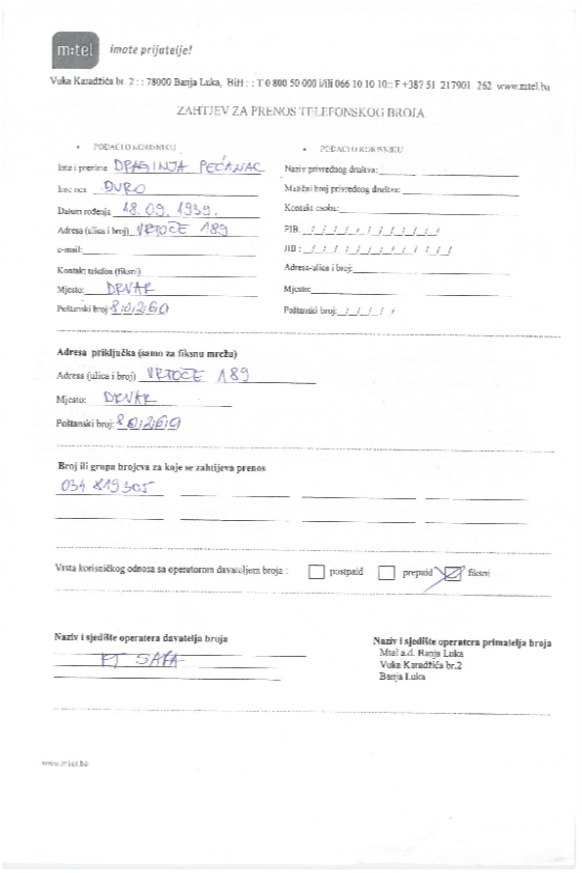 m:tel imate prijatelje!
Vuka Karadžića br. 2 : : 78000 Banja Luka, BiH : : T 0 800 50 000 i/ili 066 10 10 10:: F +387 51 217901 262 www.mtel.ba
ZAHTJEV ZA PRENOS TELEFONSKOG BROJA
• PODACI O KORISNIKU
Ime i prezime DRAGINJA PEĆANAC
Ime oca ĐURO
Datum rođenja 18.09.1939.
Adresa (ulica i broj) VRTOČE 189
e-mail:
Kontakt telefon (fiksni)
Mjesto: DRVAR
Poštanski broj: 8,0,2,6,0
• PODACI O KORISNIKU
Naziv privrednog društva:
Matični broj privrednog društva:
Kontakt osoba:
PIB: / / / / / / / / / / / /
JIB: / / / / / / / / / / / /
Adresa-ulica i broj:
Mjesto:
Poštanski broj: / / / / /
Adresa priključka (samo za fiksnu mrežu)
Adresa (ulica i broj) VRTOČE 189
Mjesto: DRVAR
Poštanski broj: 8,0,2,6,0
Broj ili grupa brojeva za koje se zahtijeva prenos
034 819305
Vrsta korisničkog odnosa sa operatorom davaocem broja : postpaid prepaid fiksni
Naziv i sjedište operatera davatelja broja
PT SARA
Naziv i sjedište operatera primatelja broja
Mtel a.d. Banja Luka
Vuka Karadžića br.2
Banja Luka
www.mtel.ba